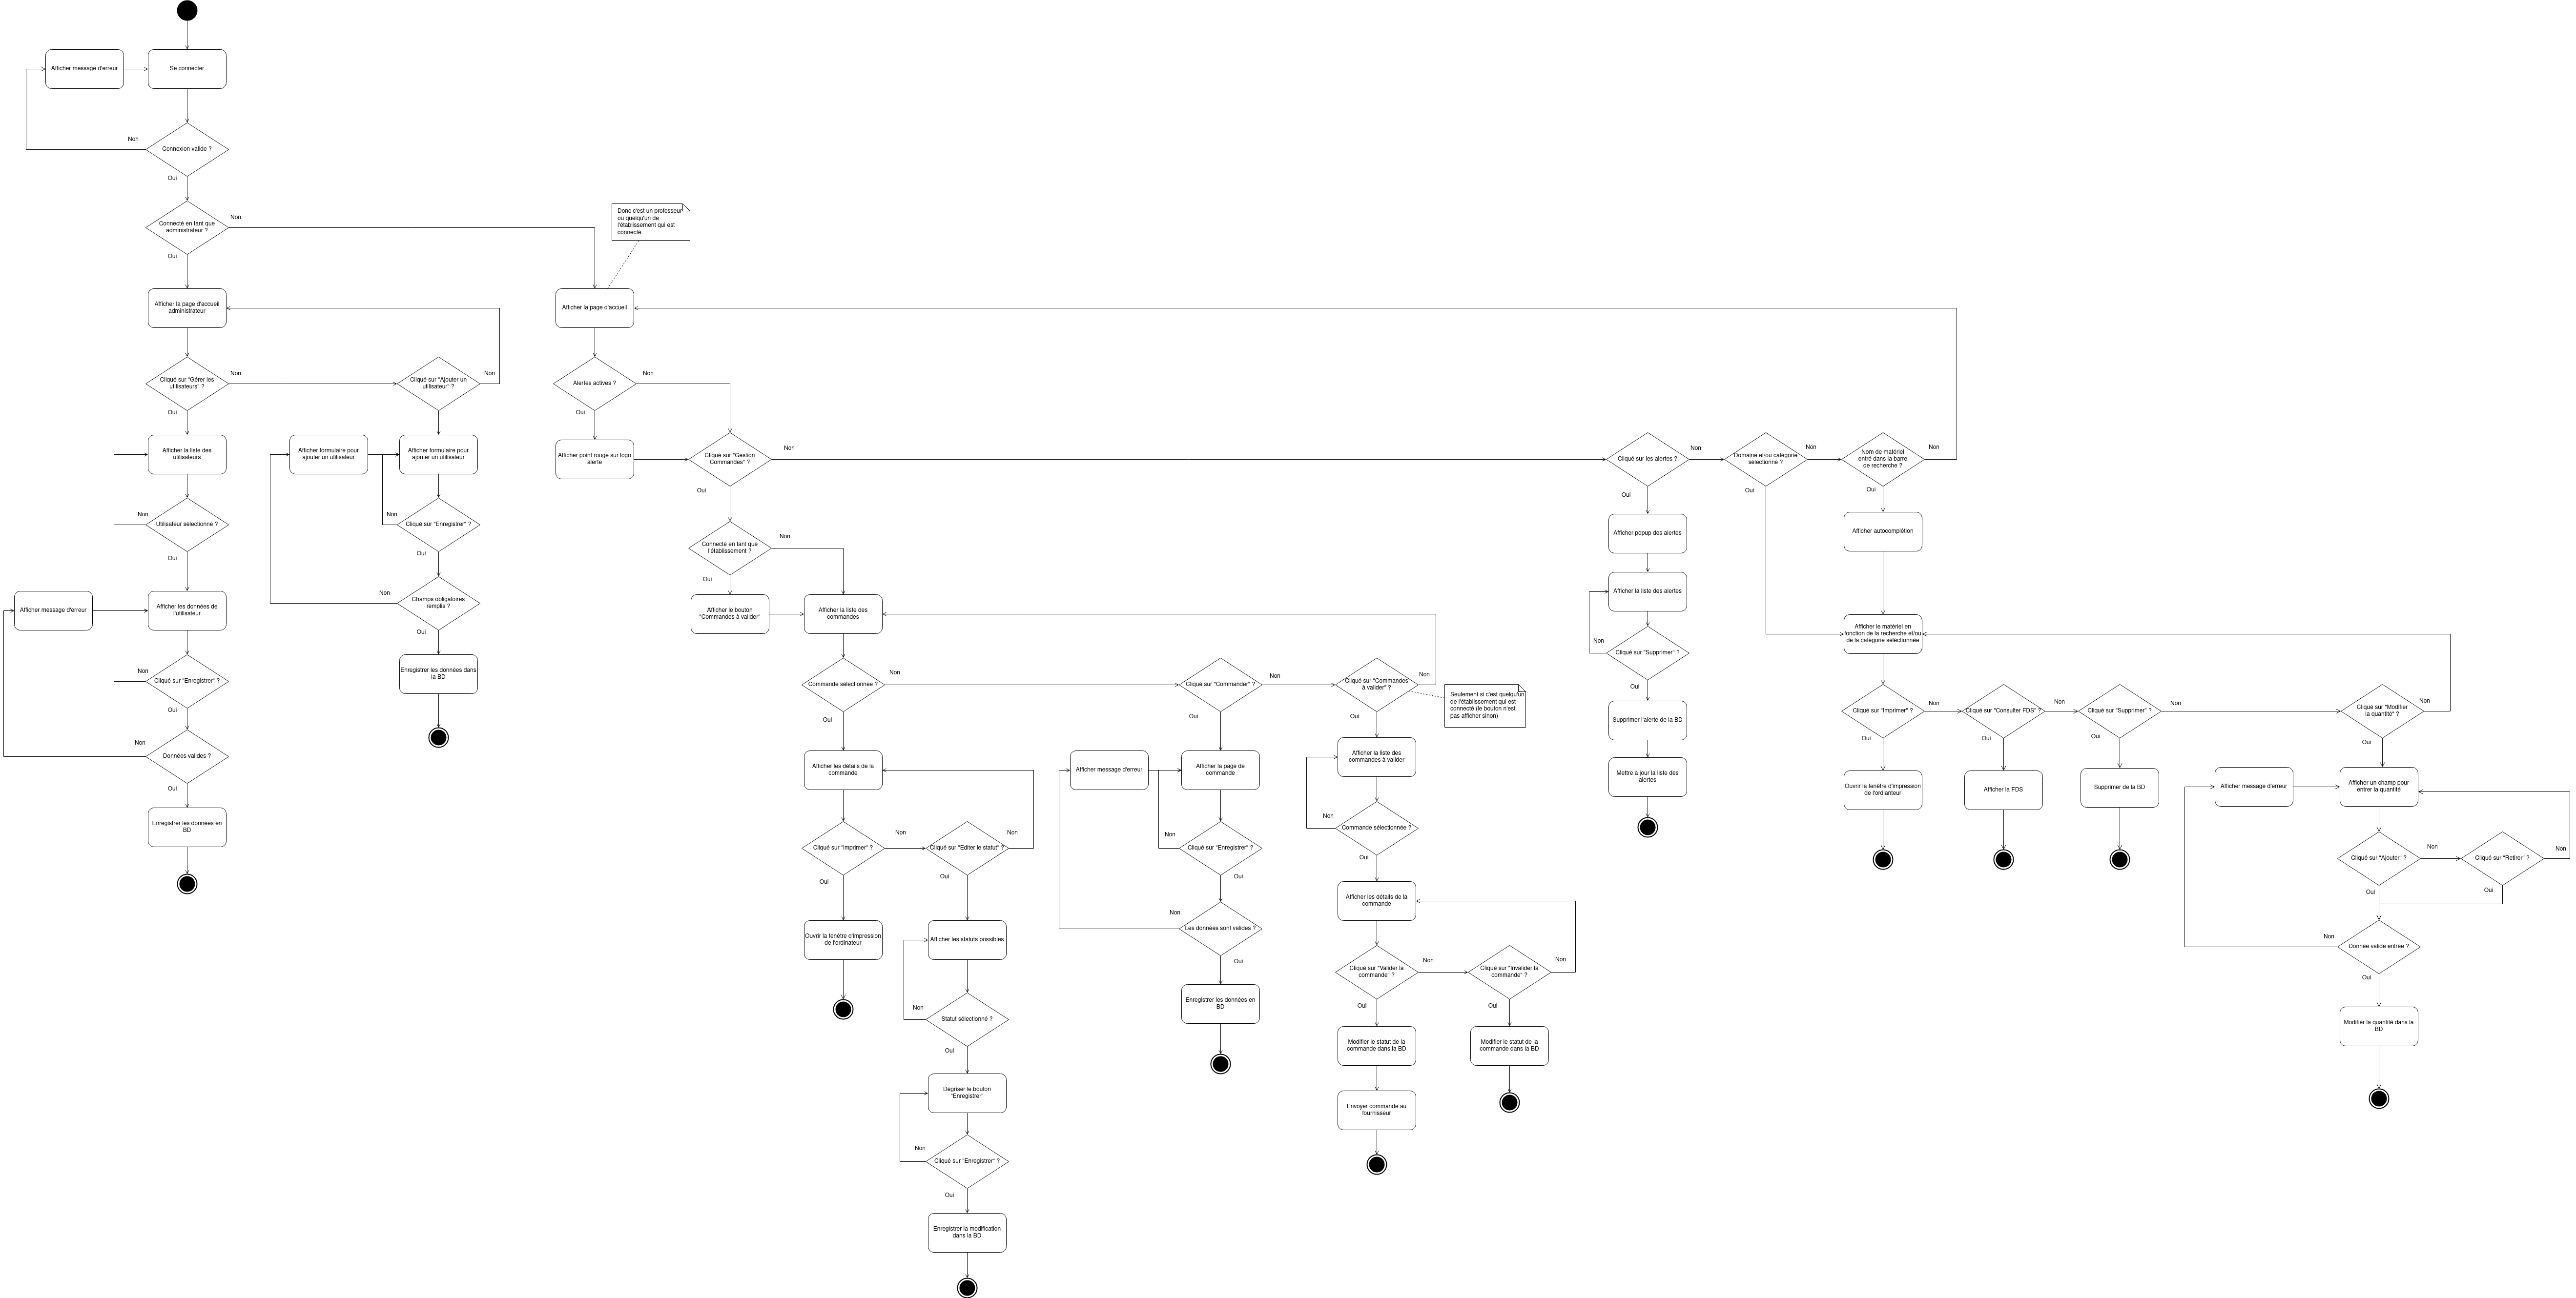 Afficher message d'erreur
Se connecter
Non
Connexion valide ?
Oui
Connecté en tant que
administrateur ?
Non
Oui
Donc c'est un professeur
ou quelqu'un de
l'établissement qui est
connecté
Afficher la page d'accueil
administrateur
Cliqué sur "Gérer les
utilisateurs" ?
Non
Cliqué sur "Ajouter un
utilisateur" ?
Non
Oui
Afficher la liste des
utilisateurs
Afficher formulaire pour
ajouter un utilisateur
Afficher formulaire pour
ajouter un utilisateur
Non
Utilisateur sélectionné ?
Oui
Non
Cliqué sur "Enregistrer" ?
Oui
Afficher message d'erreur
Afficher les données de
l'utilisateur
Non
Champs obligatoires
remplis ?
Oui
Non
Cliqué sur "Enregistrer" ?
Oui
Enregistrer les données dans
la BD
Non
Données valides ?
Oui
Enregistrer les données en
BD
Afficher la page d'accueil
Alertes actives ?
Non
Oui
Afficher point rouge sur logo
alerte
Cliqué sur "Gestion
Commandes" ?
Non
Oui
Connecté en tant que
l'établissement ?
Non
Oui
Afficher le bouton
"Commandes à valider"
Afficher la liste des
commandes
Commande sélectionnée ?
Non
Oui
Cliqué sur "Commander" ?
Non
Oui
Cliqué sur "Commandes
à valider" ?
Non
Oui
Seulement si c'est quelqu'un
de l'établissement qui est
connecté (le bouton n'est
pas afficher sinon)
Afficher les détails de la
commande
Cliqué sur "Imprimer" ?
Non
Oui
Cliqué sur "Editer le statut" ?
Non
Oui
Ouvrir la fenêtre d'impression
de l'ordinateur
Afficher les statuts possibles
Non
Statut sélectionné ?
Oui
Dégriser le bouton
"Enregistrer"
Non
Cliqué sur "Enregistrer" ?
Oui
Enregistrer la modification
dans la BD
Afficher message d'erreur
Afficher la page de
commande
Non
Cliqué sur "Enregistrer" ?
Oui
Non
Les données sont valides ?
Oui
Enregistrer les données en
BD
Afficher la liste des
commandes à valider
Non
Commande sélectionnée ?
Oui
Afficher les détails de la
commande
Cliqué sur "Valider la
commande" ?
Non
Oui
Cliqué sur "Invalider la
commande" ?
Non
Oui
Modifier le statut de la
commande dans la BD
Modifier le statut de la
commande dans la BD
Envoyer commande au
fournisseur
Cliqué sur les alertes ?
Non
Oui
Domaine et/ou catégorie
sélectionné ?
Non
Oui
Nom de matériel
entré dans la barre
de recherche ?
Non
Oui
Afficher popup des alertes
Afficher la liste des alertes
Non
Cliqué sur "Supprimer" ?
Oui
Supprimer l'alerte de la BD
Mettre à jour la liste des
alertes
Afficher autocomplétion
Afficher le matériel en
fonction de la recherche et/ou
de la catégorie séléctionnée
Cliqué sur "Imprimer" ?
Non
Oui
Cliqué sur "Consulter FDS" ?
Non
Oui
Cliqué sur "Supprimer" ?
Non
Oui
Cliqué sur "Modifier
la quantité" ?
Non
Oui
Ouvrir la fenêtre d'impression
de l'ordianteur
Afficher la FDS
Supprimer de la BD
Afficher message d'erreur
Afficher un champ pour
entrer la quantité
Cliqué sur "Ajouter" ?
Non
Oui
Cliqué sur "Retirer" ?
Non
Oui
Non
Donnée valide entrée ?
Oui
Modifier la quantité dans la
BD